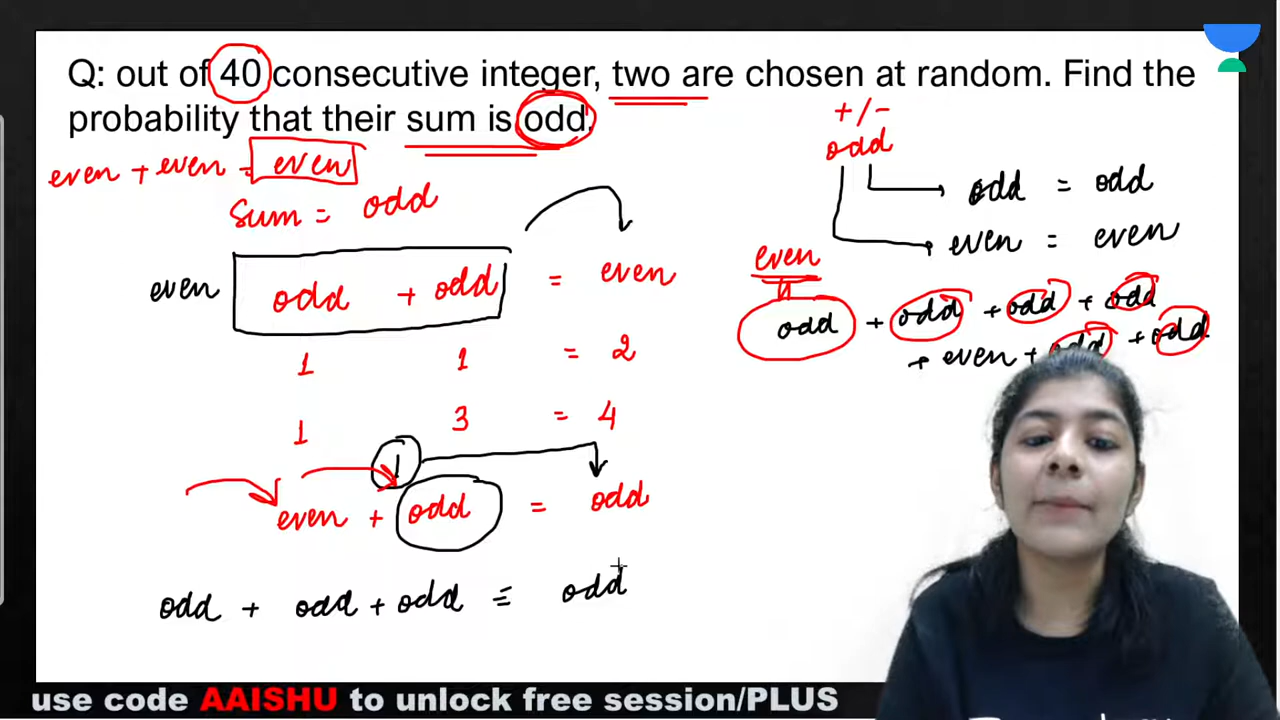 Q: out of 40 consecutive integer, two are chosen at random. Find the
probability that their sum is odd.
even + even = even
sum = odd
even odd + odd = even
1 1 = 2
1 3 = 4
1
even + odd = odd
odd + odd + odd = odd
+/-
odd
odd = odd
even = even
even
odd + odd + odd + odd
+ even + odd + odd
use code AAISHU to unlock free session/PLUS